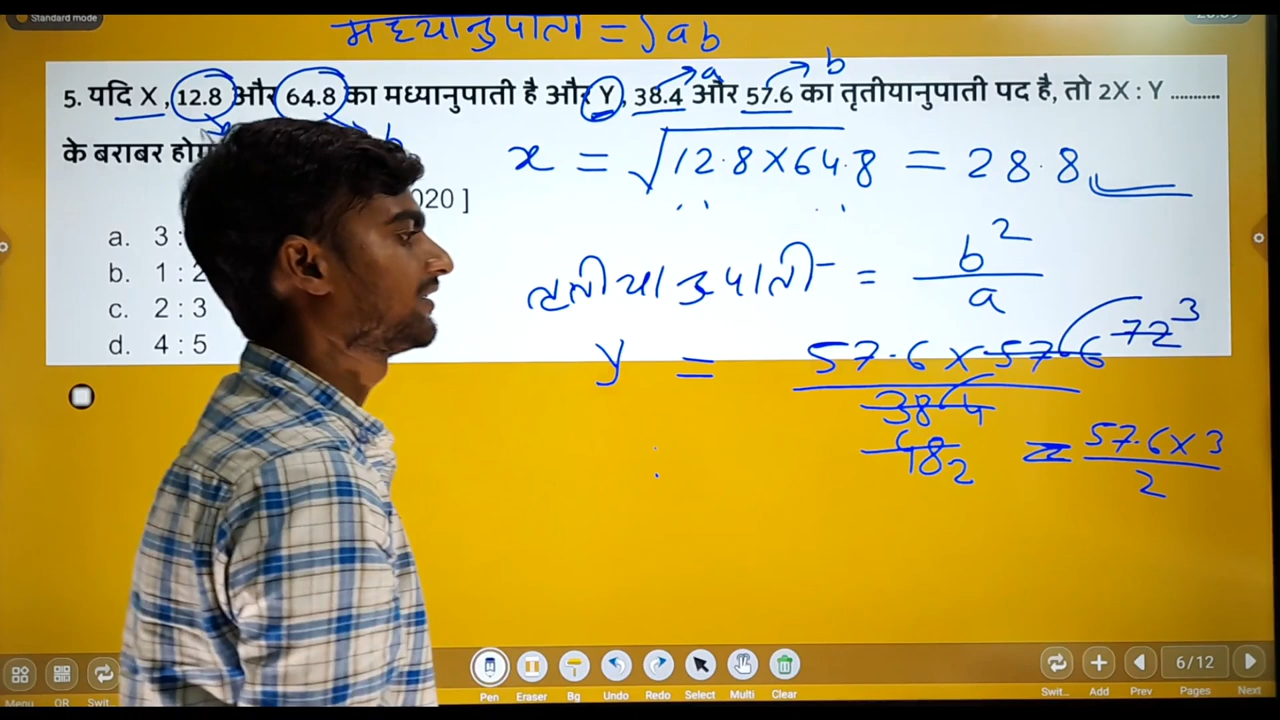 Standard mode
मध्यानुपाती = √ab
5. यदि X , 12.8 और 64.8 का मध्यानुपाती है और Y , 38.4 और 57.6 का तृतीयानुपाती पद है, तो 2X : Y ...........
a b
के बराबर होग
b
x = √12.8×64.8 = 28.8
020 ]
a. 3 :
b. 1 : 2
c. 2 : 3
d. 4 : 5
तृतीयानुपाती = b²/a
y = 57.6 × 57.6 72 3
38.4
48 2 = 57.6×3/2
Menu QR Swit..
Pen Eraser Bg Undo Redo Select Multi Clear
6/12
Swit... Add Prev Pages Next